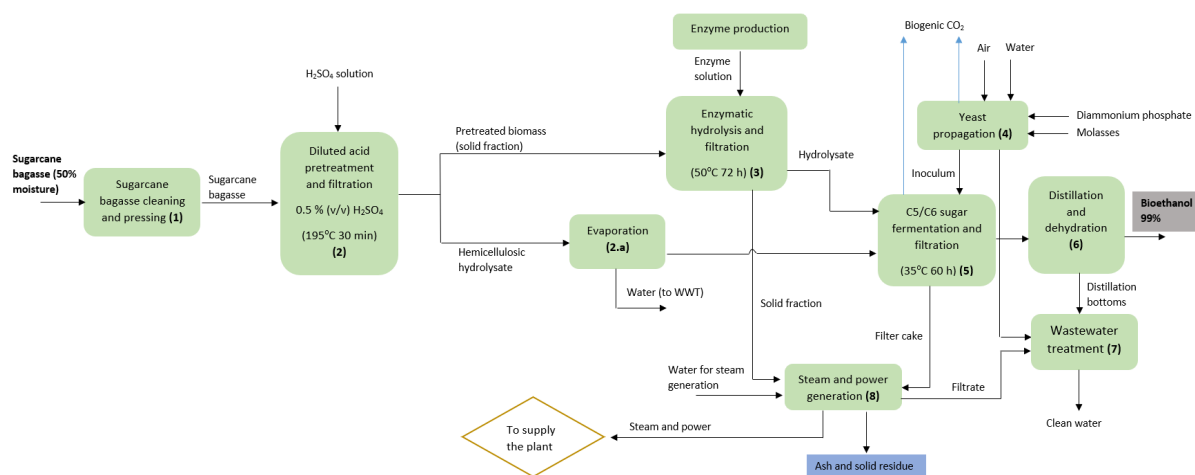 Enzyme production
Biogenic CO₂
Air
Water
H₂SO₄ solution
Enzyme
solution
Pretreated biomass
(solid fraction)
Enzymatic
hydrolysis and
filtration
(50⁰C 72 h) (3)
Yeast
propagation (4)
Diammonium phosphate
Molasses
Sugarcane
bagasse (50%
moisture)
Sugarcane
bagasse cleaning
and pressing (1)
Sugarcane
bagasse
Diluted acid
pretreatment
and filtration
0.5 % (v/v) H₂SO₄
(195⁰C 30 min)
(2)
Hydrolysate
Inoculum
Hemicellulosic
hydrolysate
Evaporation
(2.a)
Water (to WWT)
C5/C6 sugar
fermentation and
filtration
(35⁰C 60 h) (5)
Distillation and
dehydration
(6)
Bioethanol
99%
Solid fraction
Filter cake
Distillation
bottoms
Wastewater
treatment (7)
Water for steam
generation
Steam and power
generation (8)
Filtrate
Clean water
To supply
the plant
Steam and power
Ash and solid residue